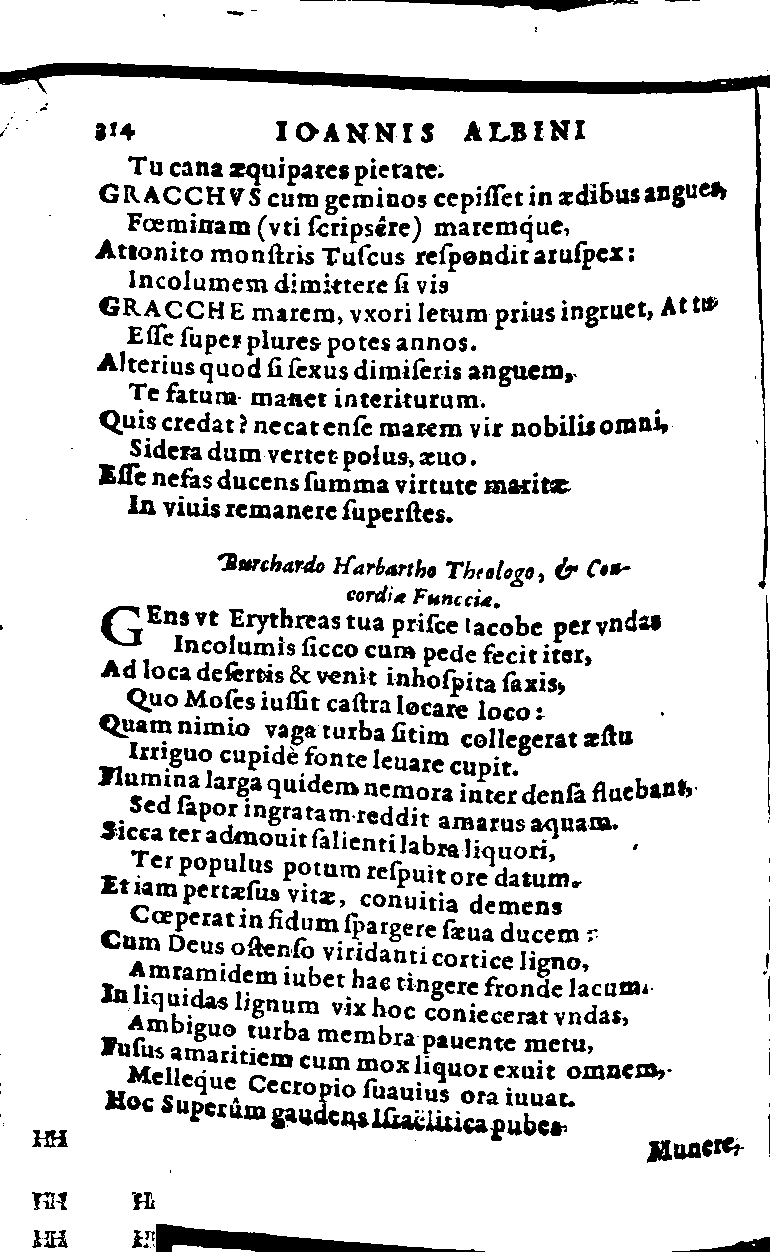 314 IOANNIS ALBINI
Tu cana æquipares pietate.
GRACCHVS cum geminos cepiſſet in ædibus angues,
Fœminam (vti ſcripsêre) maremq́ue,
Attonito monſtris Tuſcus reſpondit aruſpex:
Incolumem dimittere ſi vis
GRACCHE marem, vxori letum prius ingruet, At tu
Eſſe ſuper plures potes annos.
Alterius quod ſi ſexus dimiſeris anguem,
Te fatum manet interiturum.
Quis credat? necat enſe marem vir nobilis omni,
Sidera dum vertet polus, æuo.
Eſſe nefas ducens ſumma virtute maritæ
In viuis remanere ſuperſtes.
Burchardo Harbartho Theologo, & Con-
cordiæ Funcciæ.
GEns vt Erythreas tua priſce Iacobe per vndas
Incolumis ſicco cum pede fecit iter,
Ad loca deſertis & venit inhoſpita ſaxis,
Quo Moſes iuſſit caſtra locare loco:
Quam nimio vaga turba ſitim collegerat æſtu
Irriguo cupidè fonte leuare cupit.
Flumina larga quidem nemora inter denſa fluebant,
Sed ſapor ingratam reddit amarus aquam.
Sicca ter admouit ſalienti labra liquori,
Ter populus potum reſpuit ore datum.
Et iam pertæſus vitæ, conuitia demens
Cœperat in fidum ſpargere ſæua ducem:
Cum Deus oſtenſo viridanti cortice ligno,
Amramidem iubet hac tingere fronde lacum.
In liquidas lignum vix hoc coniecerat vndas,
Ambiguo turba membra pauente metu,
Fuſus amaritiem cum mox liquor exuit omnem,
Melleq́ue Cecropio ſuauius ora iuuat.
Hoc Superûm gaudens Iſraëlitica pubes
Munere,